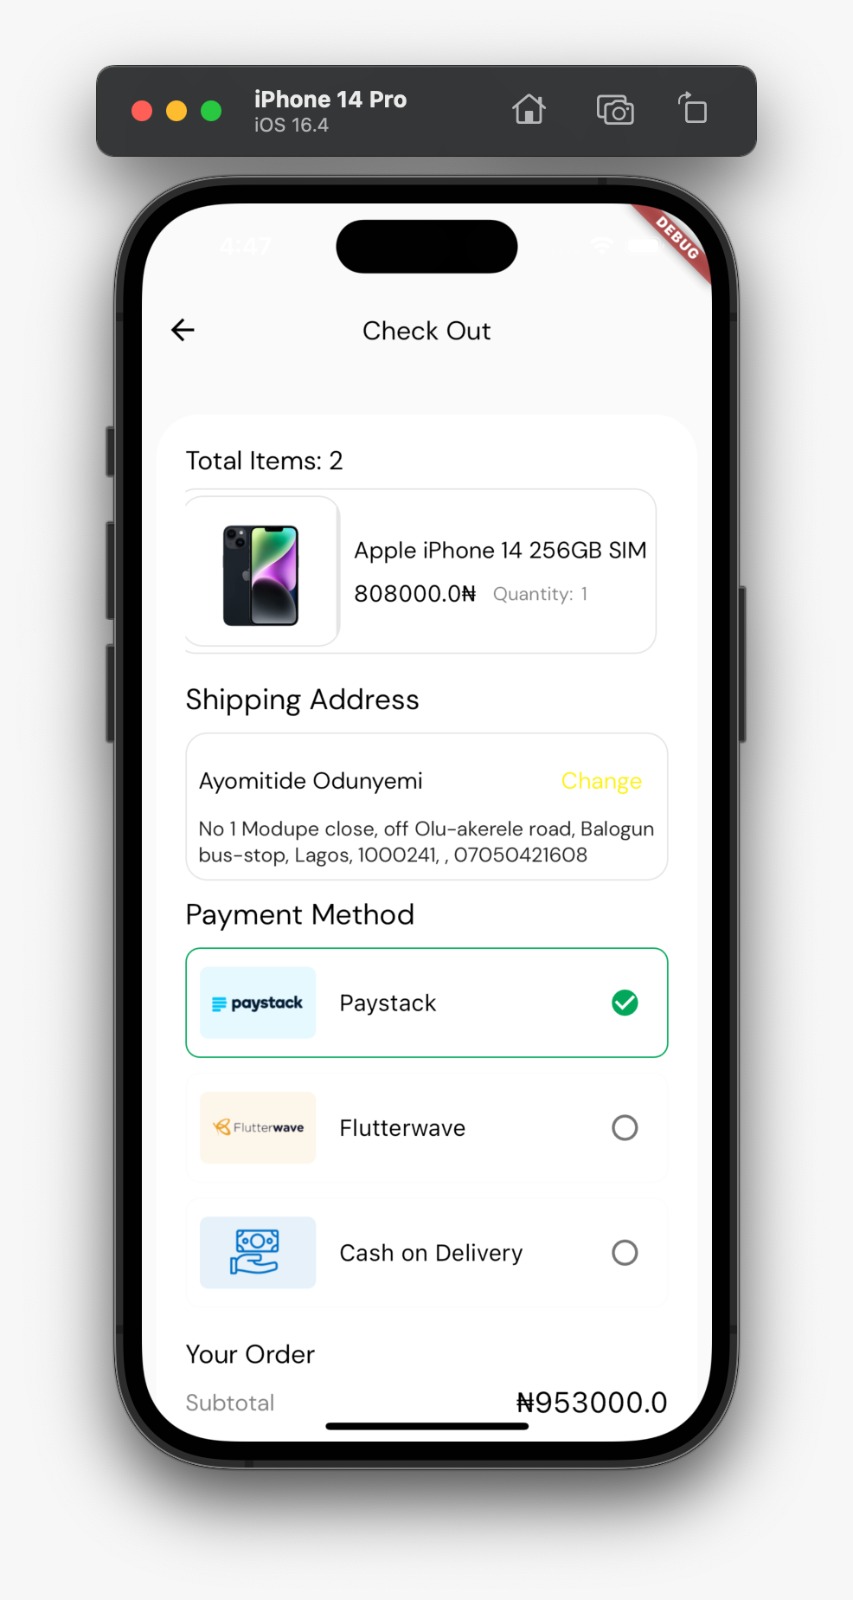 iPhone 14 Pro
iOS 16.4
4:47
DEBUG
Check Out
Total Items: 2
Apple iPhone 14 256GB SIM
808000.0₦ Quantity: 1
Shipping Address
Ayomitide Odunyemi Change
No 1 Modupe close, off Olu-akerele road, Balogun
bus-stop, Lagos, 1000241, , 07050421608
Payment Method
paystack Paystack
Flutterwave Flutterwave
Cash on Delivery
Your Order
Subtotal ₦953000.0